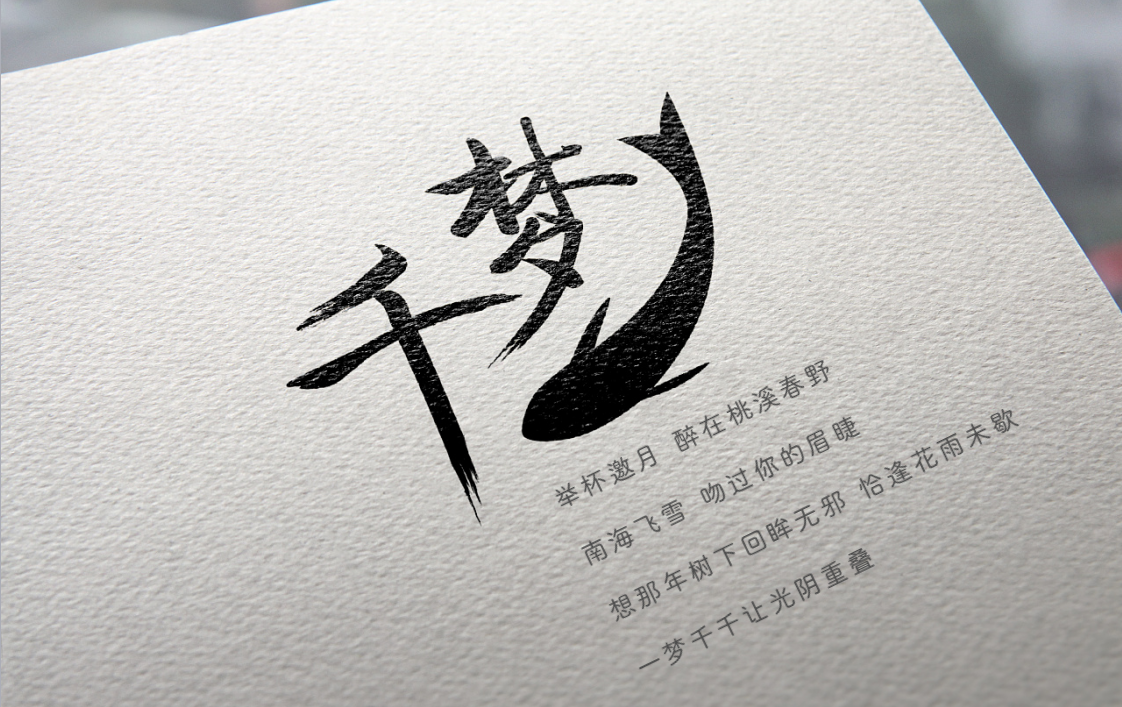 千梦
举杯邀月 醉在桃溪春野
南海飞雪 吻过你的眉睫
想那年树下回眸无邪 恰逢花雨未歇
一梦千千让光阴重叠